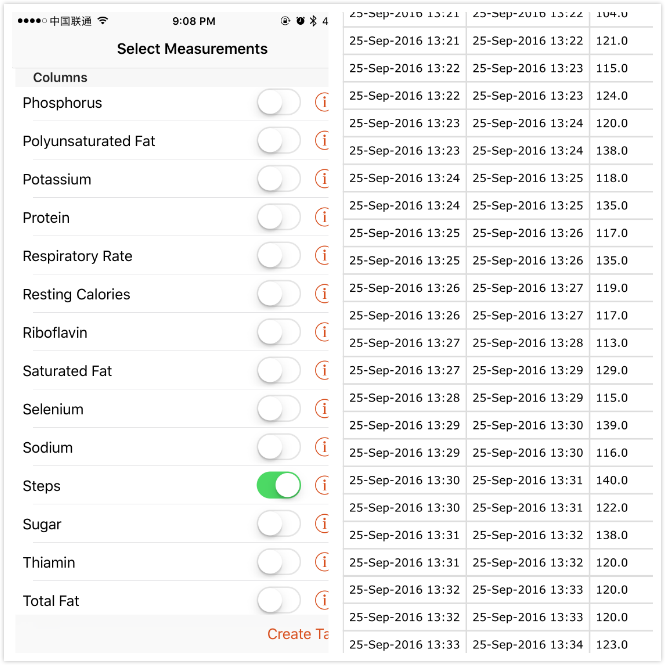 中国联通 9:08 PM 4
Select Measurements
Columns
Phosphorus
Polyunsaturated Fat
Potassium
Protein
Respiratory Rate
Resting Calories
Riboflavin
Saturated Fat
Selenium
Sodium
Steps
Sugar
Thiamin
Total Fat
Create Ta
25-Sep-2016 13:21 25-Sep-2016 13:22 104.0
25-Sep-2016 13:21 25-Sep-2016 13:22 121.0
25-Sep-2016 13:22 25-Sep-2016 13:23 115.0
25-Sep-2016 13:22 25-Sep-2016 13:23 124.0
25-Sep-2016 13:23 25-Sep-2016 13:24 120.0
25-Sep-2016 13:23 25-Sep-2016 13:24 138.0
25-Sep-2016 13:24 25-Sep-2016 13:25 118.0
25-Sep-2016 13:24 25-Sep-2016 13:25 135.0
25-Sep-2016 13:25 25-Sep-2016 13:26 117.0
25-Sep-2016 13:25 25-Sep-2016 13:26 135.0
25-Sep-2016 13:26 25-Sep-2016 13:27 119.0
25-Sep-2016 13:26 25-Sep-2016 13:27 117.0
25-Sep-2016 13:27 25-Sep-2016 13:28 113.0
25-Sep-2016 13:27 25-Sep-2016 13:29 129.0
25-Sep-2016 13:28 25-Sep-2016 13:29 115.0
25-Sep-2016 13:29 25-Sep-2016 13:30 139.0
25-Sep-2016 13:29 25-Sep-2016 13:30 116.0
25-Sep-2016 13:30 25-Sep-2016 13:31 140.0
25-Sep-2016 13:30 25-Sep-2016 13:31 122.0
25-Sep-2016 13:31 25-Sep-2016 13:32 138.0
25-Sep-2016 13:31 25-Sep-2016 13:32 120.0
25-Sep-2016 13:32 25-Sep-2016 13:33 120.0
25-Sep-2016 13:32 25-Sep-2016 13:33 120.0
25-Sep-2016 13:33 25-Sep-2016 13:34 123.0